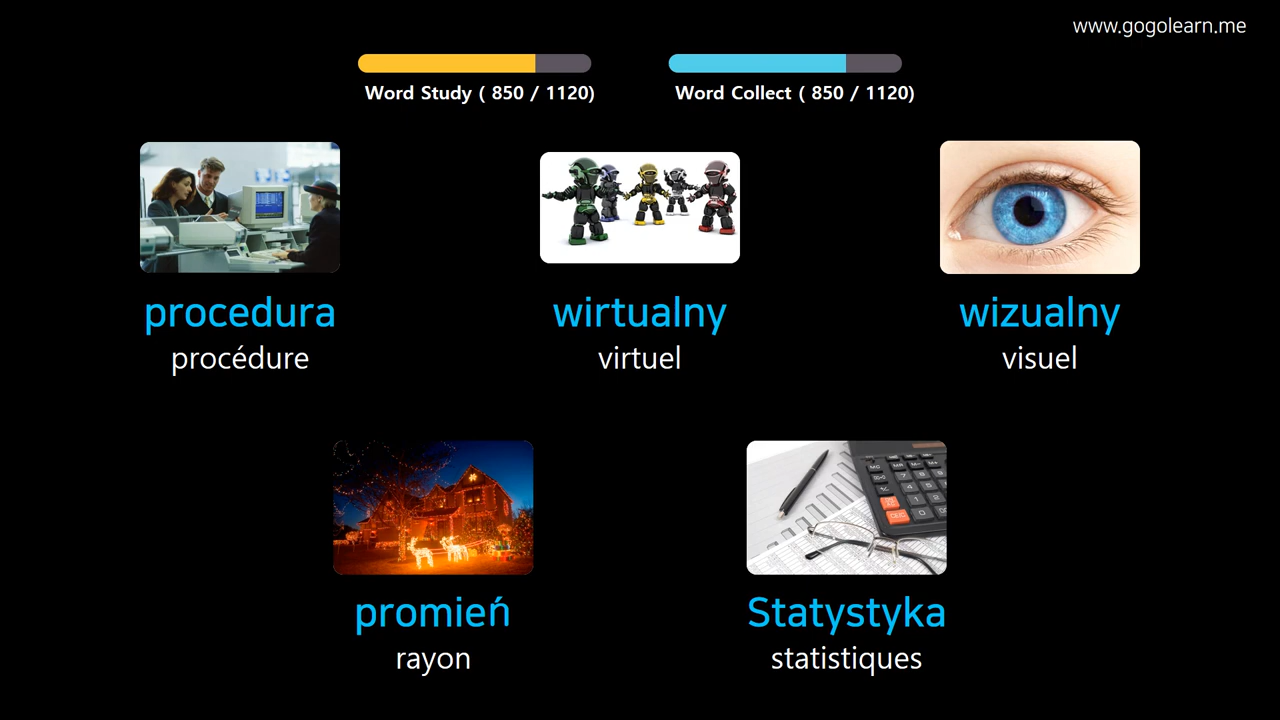 www.gogolearn.me
Word Study ( 850 / 1120)
Word Collect ( 850 / 1120)
procedura
procédure
wirtualny
virtuel
wizualny
visuel
promień
rayon
Statystyka
statistiques